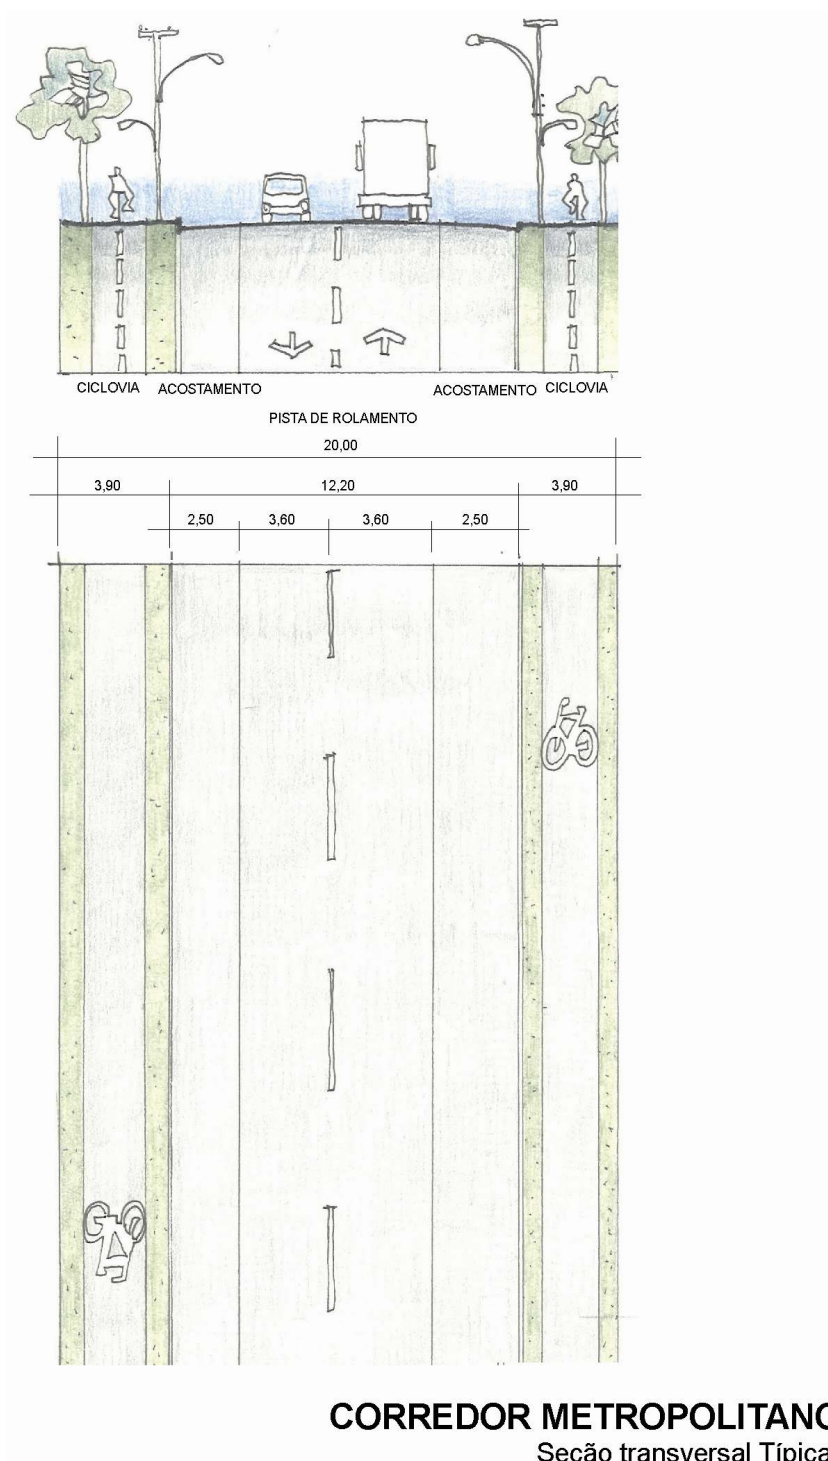 CICLOVIA ACOSTAMENTO ACOSTAMENTO CICLOVIA
PISTA DE ROLAMENTO
20,00
3,90 12,20 3,90
2,50 3,60 3,60 2,50
CORREDOR METROPOLITANO
Seção transversal Típica